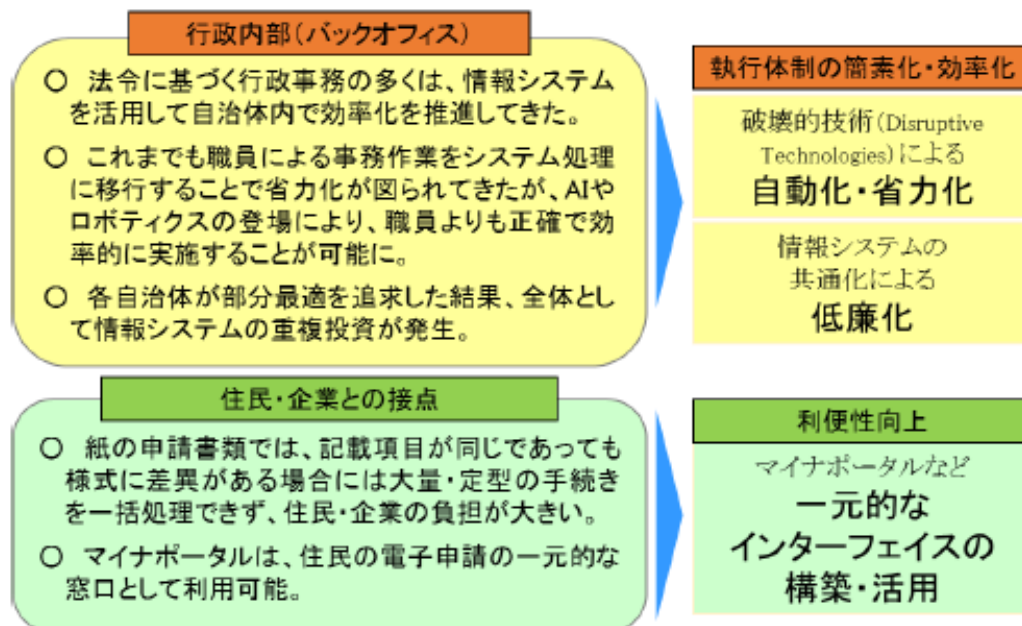 行政内部（バックオフィス）
○ 法令に基づく行政事務の多くは、情報システム
を活用して自治体内で効率化を推進してきた。
○ これまでも職員による事務作業をシステム処理
に移行することで省力化が図られてきたが、AIや
ロボティクスの登場により、職員よりも正確で効
率的に実施することが可能に。
○ 各自治体が部分最適を追求した結果、全体とし
て情報システムの重複投資が発生。
執行体制の簡素化・効率化
破壊的技術（Disruptive
Technologies）による
自動化・省力化
情報システムの
共通化による
低廉化
住民・企業との接点
○ 紙の申請書類では、記載項目が同じであっても
様式に差異がある場合には大量・定型の手続き
を一括処理できず、住民・企業の負担が大きい。
○ マイナポータルは、住民の電子申請の一元的な
窓口として利用可能。
利便性向上
マイナポータルなど
一元的な
インターフェイスの
構築・活用